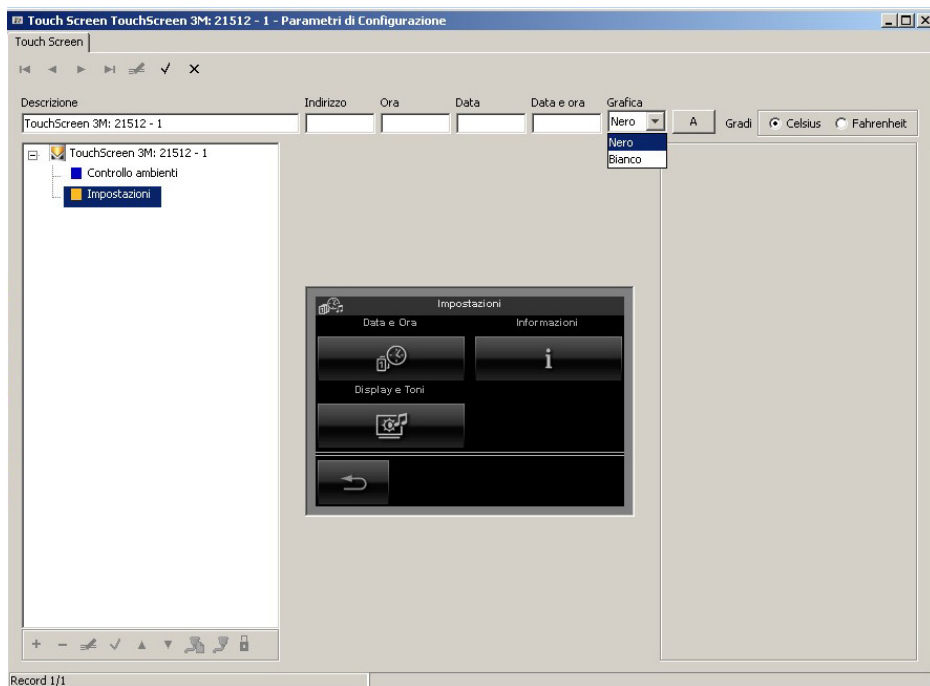 Touch Screen TouchScreen 3M: 21512 - 1 - Parametri di Configurazione
Touch Screen
Descrizione Indirizzo Ora Data Data e ora Grafica
TouchScreen 3M: 21512 - 1 Nero A Gradi Celsius Fahrenheit
Nero
Bianco
TouchScreen 3M: 21512 - 1
Controllo ambienti
Impostazioni
Impostazioni
Data e Ora Informazioni
Display e Toni
Record 1/1